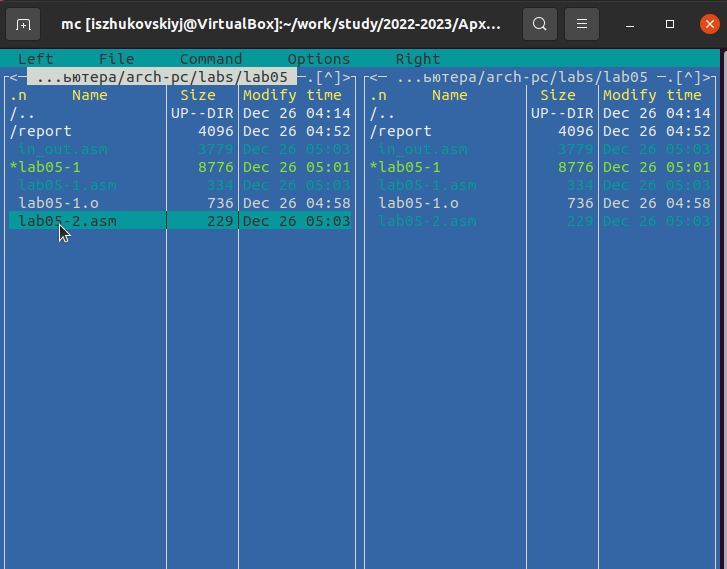 mc [iszhukovskiyj@VirtualBox]:~/work/study/2022-2023/Арх...
Left File Command Options Right
<─ ...ьютера/arch-pc/labs/lab05 ─.[^]>
.n Name Size Modify time
/.. UP--DIR Dec 26 04:14
/report 4096 Dec 26 04:52
in_out.asm 3779 Dec 26 05:03
*lab05-1 8776 Dec 26 05:01
lab05-1.asm 334 Dec 26 05:03
lab05-1.o 736 Dec 26 04:58
lab05-2.asm 229 Dec 26 05:03
<─ ...ьютера/arch-pc/labs/lab05 ─.[^]>
.n Name Size Modify time
/.. UP--DIR Dec 26 04:14
/report 4096 Dec 26 04:52
in_out.asm 3779 Dec 26 05:03
*lab05-1 8776 Dec 26 05:01
lab05-1.asm 334 Dec 26 05:03
lab05-1.o 736 Dec 26 04:58
lab05-2.asm 229 Dec 26 05:03